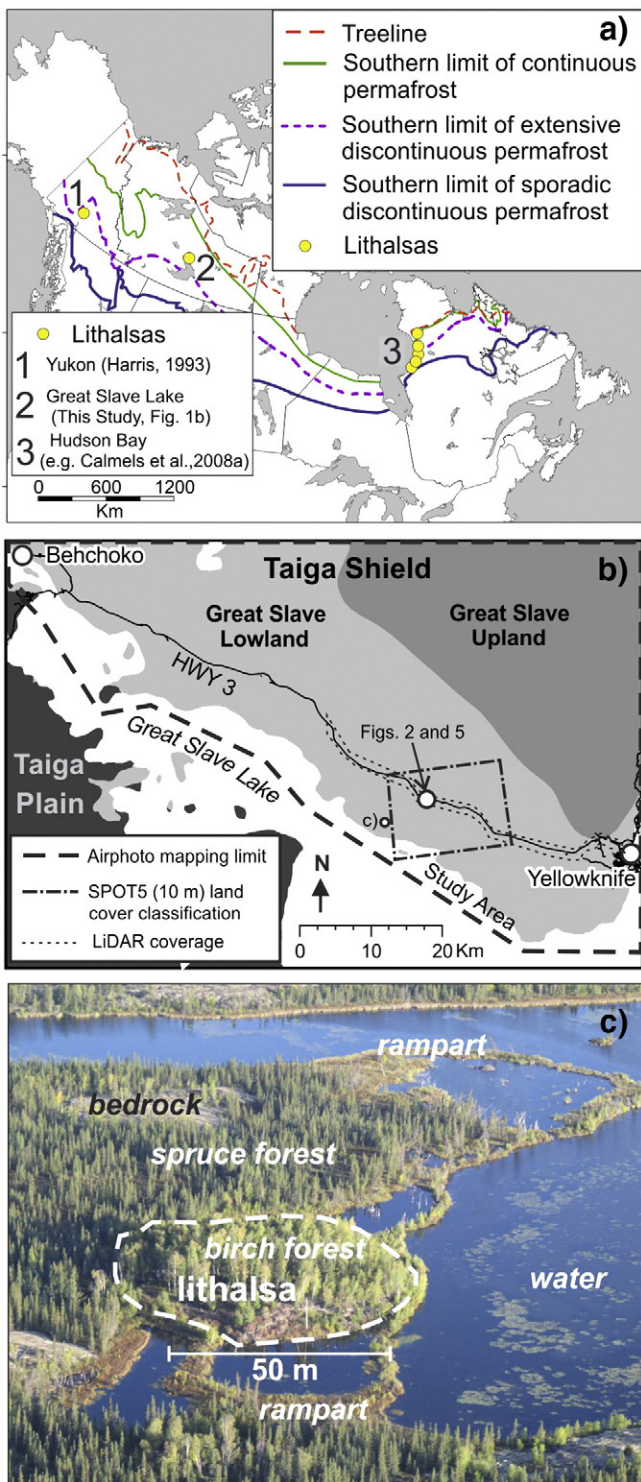 a)
Treeline
Southern limit of continuous
permafrost
Southern limit of extensive
discontinuous permafrost
Southern limit of sporadic
discontinuous permafrost
Lithalsas
1
2
3
Lithalsas
1 Yukon (Harris, 1993)
2 Great Slave Lake
(This Study, Fig. 1b)
3 Hudson Bay
(e.g. Calmels et al.,2008a)
0 600 1200
Km
b)
Behchoko
Taiga Shield
Great Slave
Lowland
Great Slave
Upland
HWY 3
Figs. 2 and 5
Great Slave Lake
Taiga
Plain
c)
Study Area
Yellowknife
Airphoto mapping limit
SPOT5 (10 m) land
cover classification
LiDAR coverage
N
0 10 20 Km
c)
rampart
bedrock
spruce forest
birch forest
lithalsa
water
50 m
rampart